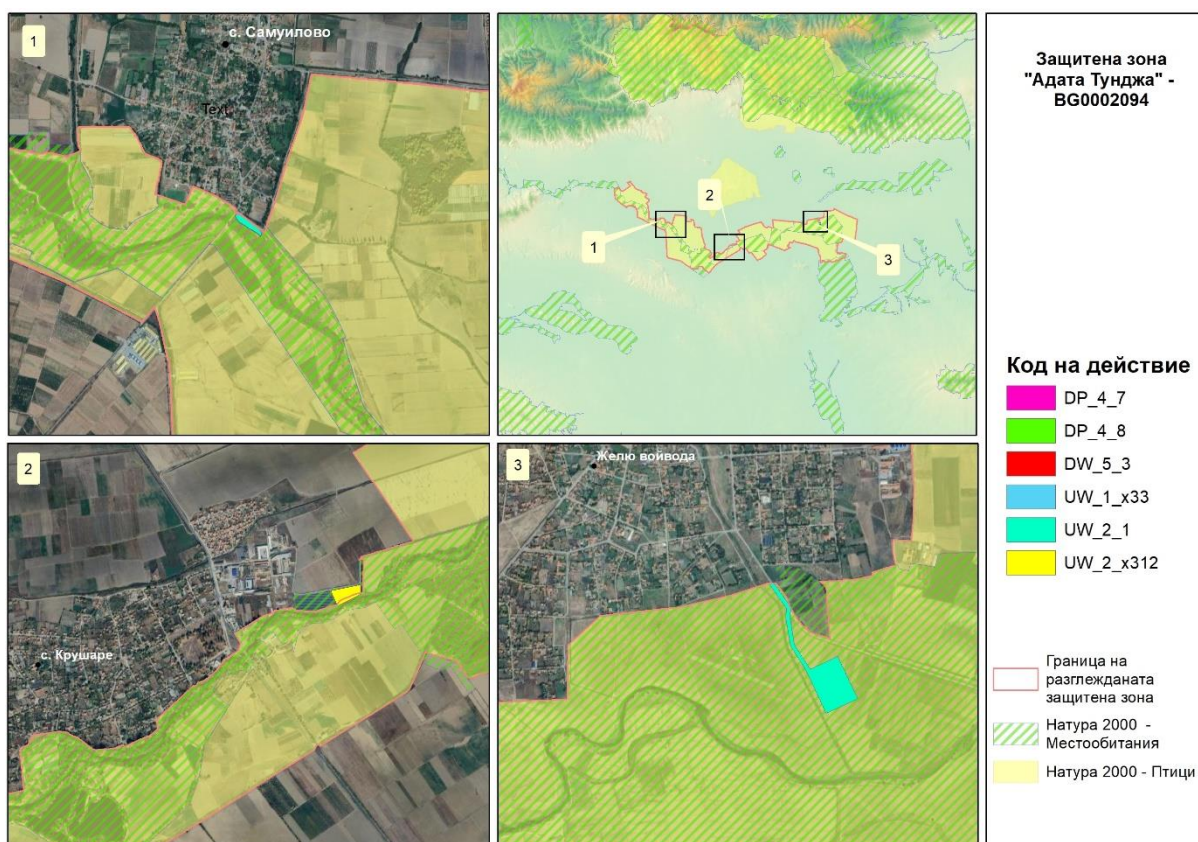 1
с. Самуилово
Text
1
2
3
2
с. Крушаре
3
Желю войвода
Защитена зона
"Адата Тунджа" -
BG0002094
Код на действие
DP_4_7
DP_4_8
DW_5_3
UW_1_x33
UW_2_1
UW_2_x312
Граница на
разглежданата
защитена зона
Натура 2000 -
Местообитания
Натура 2000 - Птици